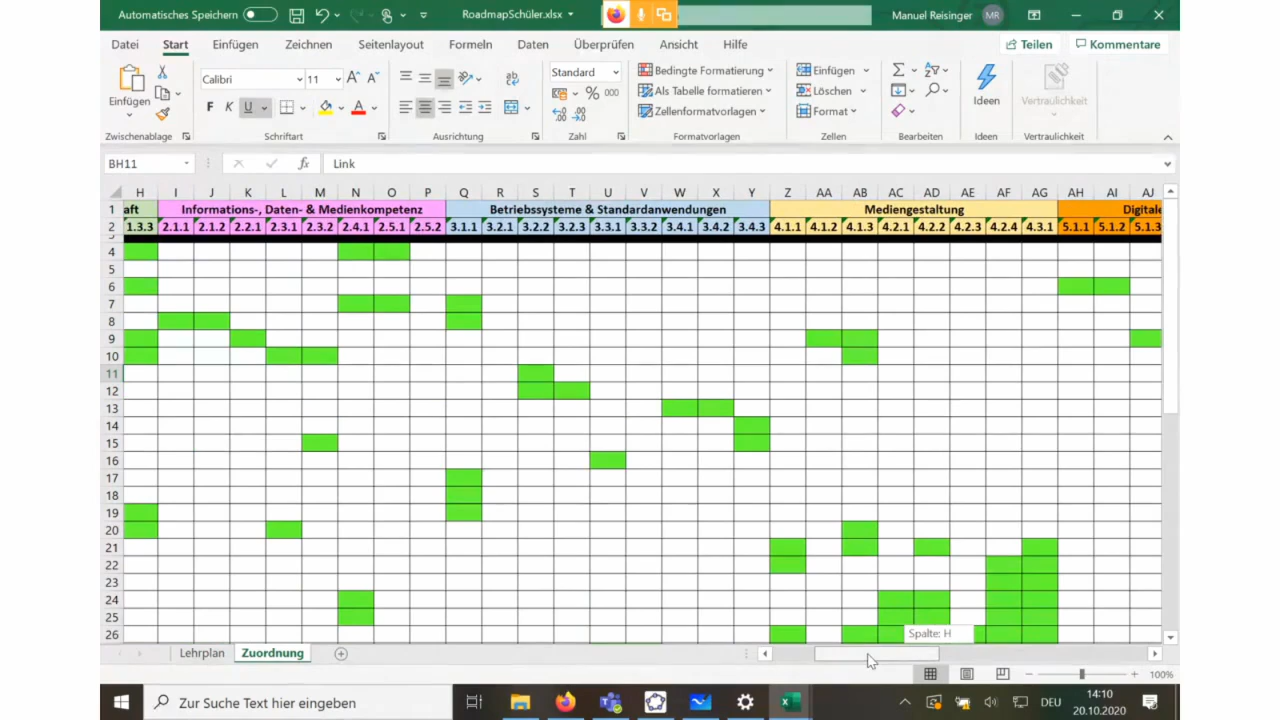 Automatisches Speichern RoadmapSchüler.xlsx Manuel Reisinger MR
Datei Start Einfügen Zeichnen Seitenlayout Formeln Daten Überprüfen Ansicht Hilfe Teilen Kommentare
Einfügen Calibri 11 Standard Bedingte Formatierung Einfügen Ideen Vertraulichkeit
Als Tabelle formatieren Löschen
F K U Zellenformatvorlagen Format
Zwischenablage Schriftart Ausrichtung Zahl Formatvorlagen Zellen Bearbeiten Ideen Vertraulichkeit
BH11 fx Link
H I J K L M N O P Q R S T U V W X Y Z AA AB AC AD AE AF AG AH AI AJ
1 aft Informations-, Daten- & Medienkompetenz Betriebssysteme & Standardanwendungen Mediengestaltung Digitale
2 1.3.3 2.1.1 2.1.2 2.2.1 2.3.1 2.3.2 2.4.1 2.5.1 2.5.2 3.1.1 3.2.1 3.2.2 3.2.3 3.3.1 3.3.2 3.4.1 3.4.2 3.4.3 4.1.1 4.1.2 4.1.3 4.2.1 4.2.2 4.2.3 4.2.4 4.3.1 5.1.1 5.1.2 5.1.3
4
5
6
7
8
9
10
11
12
13
14
15
16
17
18
19
20
21
22
23
24
25
26
Spalte: H
Lehrplan Zuordnung
100%
Zur Suche Text hier eingeben DEU 14:10
20.10.2020